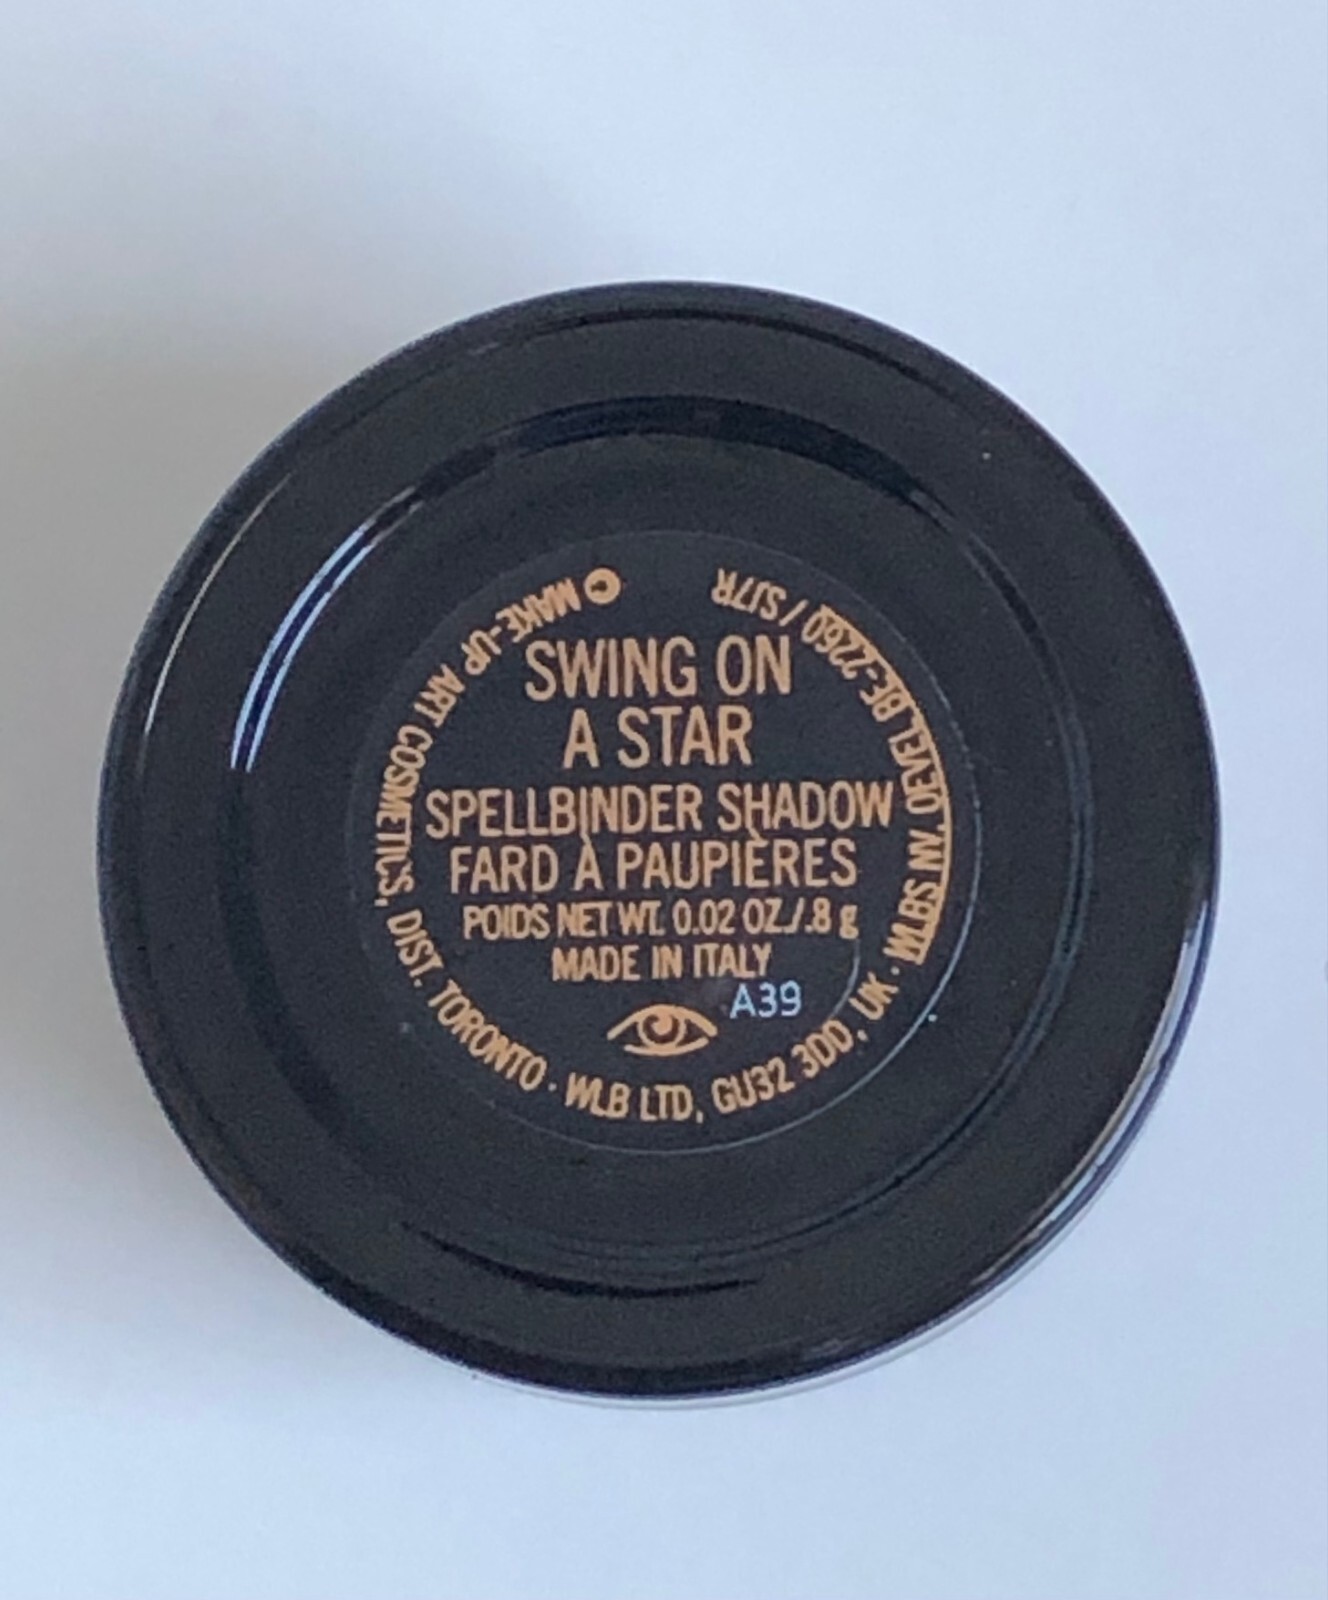 SWING ON
A STAR
SPELLBINDER SHADOW
FARD À PAUPIÈRES
POIDS NET WT. 0.02 OZ./.8 g
MADE IN ITALY
A39
© MAKE-UP ART COSMETICS, DIST. TORONTO · WLB LTD, GU32 3DD, UK · WLBS NV, OEVEL BE-2260 / SJ7R